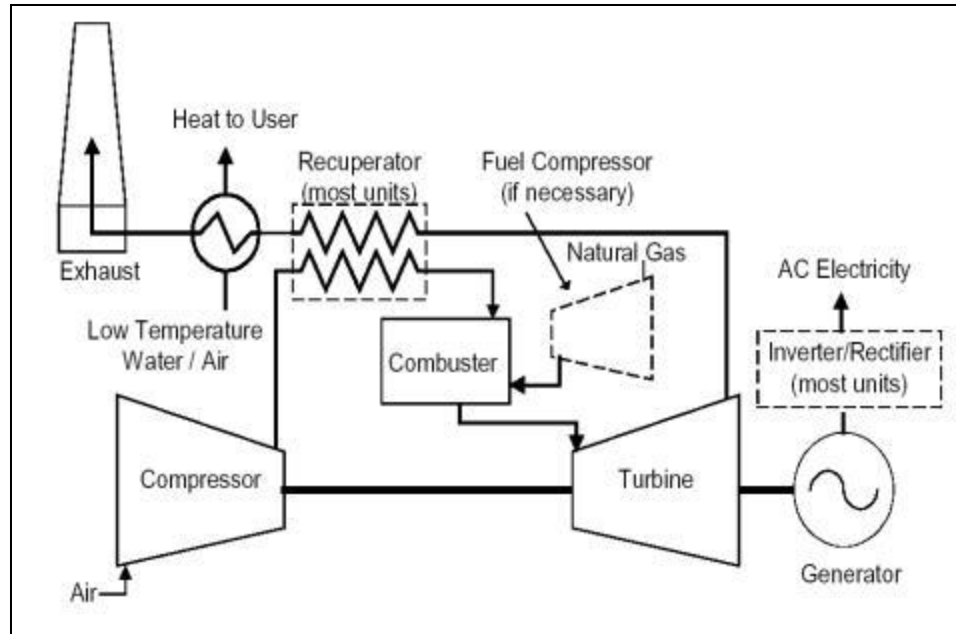 Heat to User
Recuperator
(most units)
Fuel Compressor
(if necessary)
Natural Gas
Exhaust
AC Electricity
Low Temperature
Water / Air
Combuster
Inverter/Rectifier
(most units)
Compressor
Turbine
Air
Generator